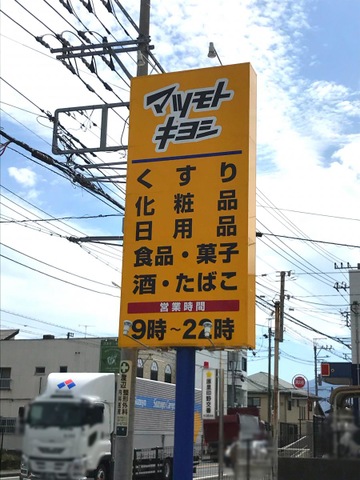 マツモト
キヨシ
くすり
化粧品
日用品
食品・菓子
酒・たばこ
営業時間
9時～22時